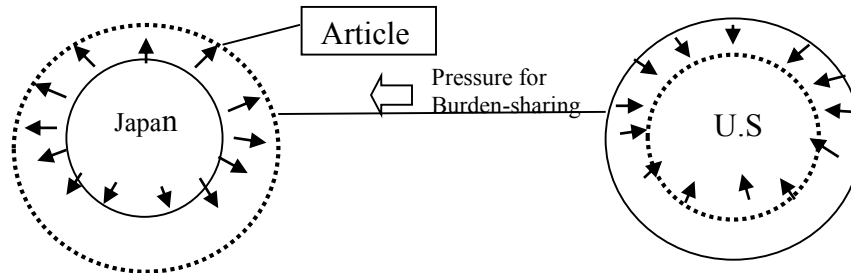 Article
Pressure for
Burden-sharing
Japan
U.S